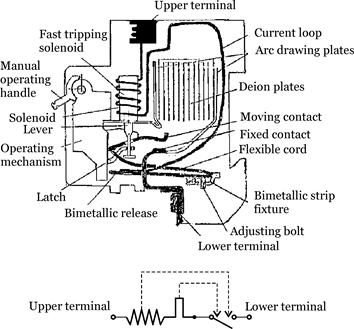 Upper terminal
Fast tripping
solenoid
Current loop
Arc drawing plates
Manual
operating
handle
Deion plates
Solenoid
Lever
Moving contact
Fixed contact
Operating
mechanism
Flexible cord
Latch
Bimetallic release
Bimetallic strip
fixture
Adjusting bolt
Lower terminal
Upper terminal
Lower terminal